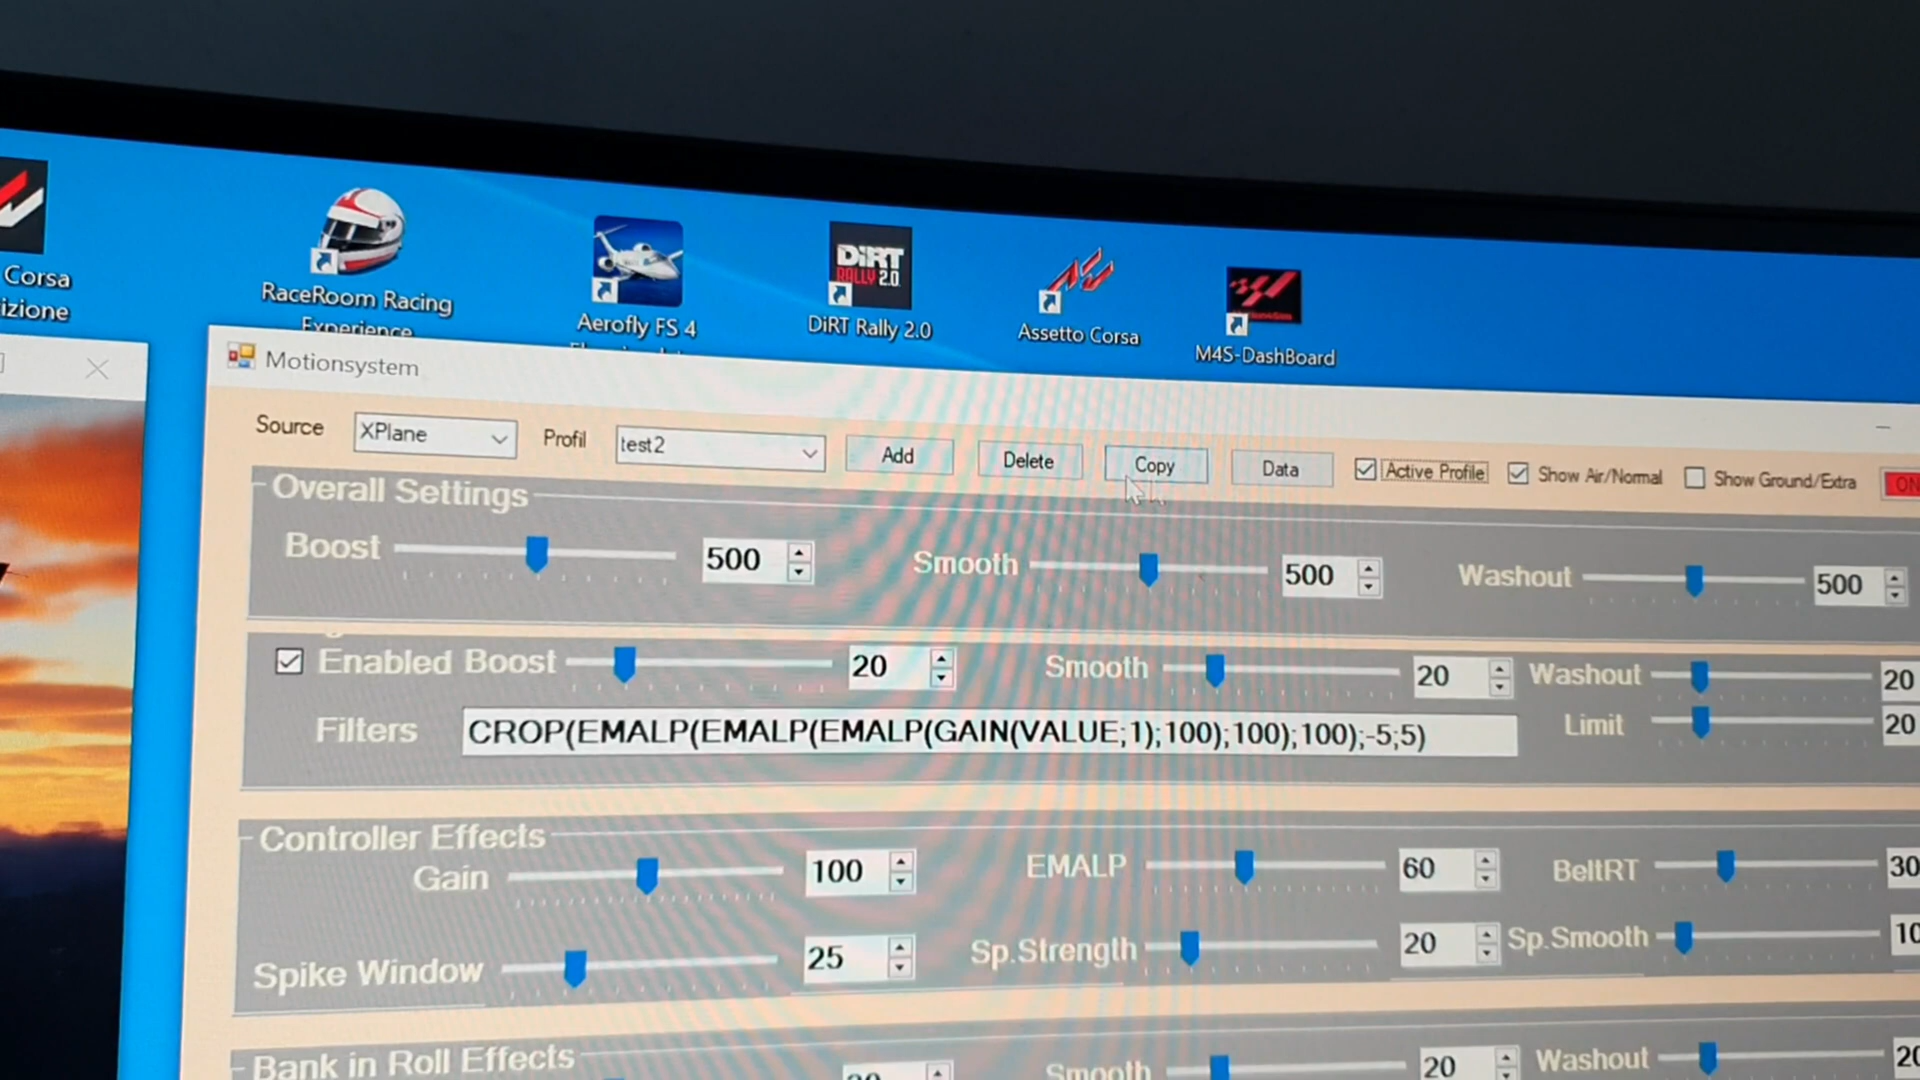 Corsa
izione
RaceRoom Racing
Experience
Aerofly FS 4
DiRT
RALLY 2.0
DiRT Rally 2.0
Assetto Corsa
M4S-DashBoard
Motionsystem
Source XPlane Profil test2 Add Delete Copy Data Active Profile Show Air/Normal Show Ground/Extra ON
Overall Settings
Boost 500 Smooth 500 Washout 500
Enabled Boost 20 Smooth 20 Washout 20
Filters CROP(EMALP(EMALP(EMALP(GAIN(VALUE;1);100);100);100);-5;5) Limit 20
Controller Effects
Gain 100 EMALP 60 BeltRT 30
Spike Window 25 Sp.Strength 20 Sp.Smooth 10
Bank in Roll Effects
Smooth 20 Washout 20